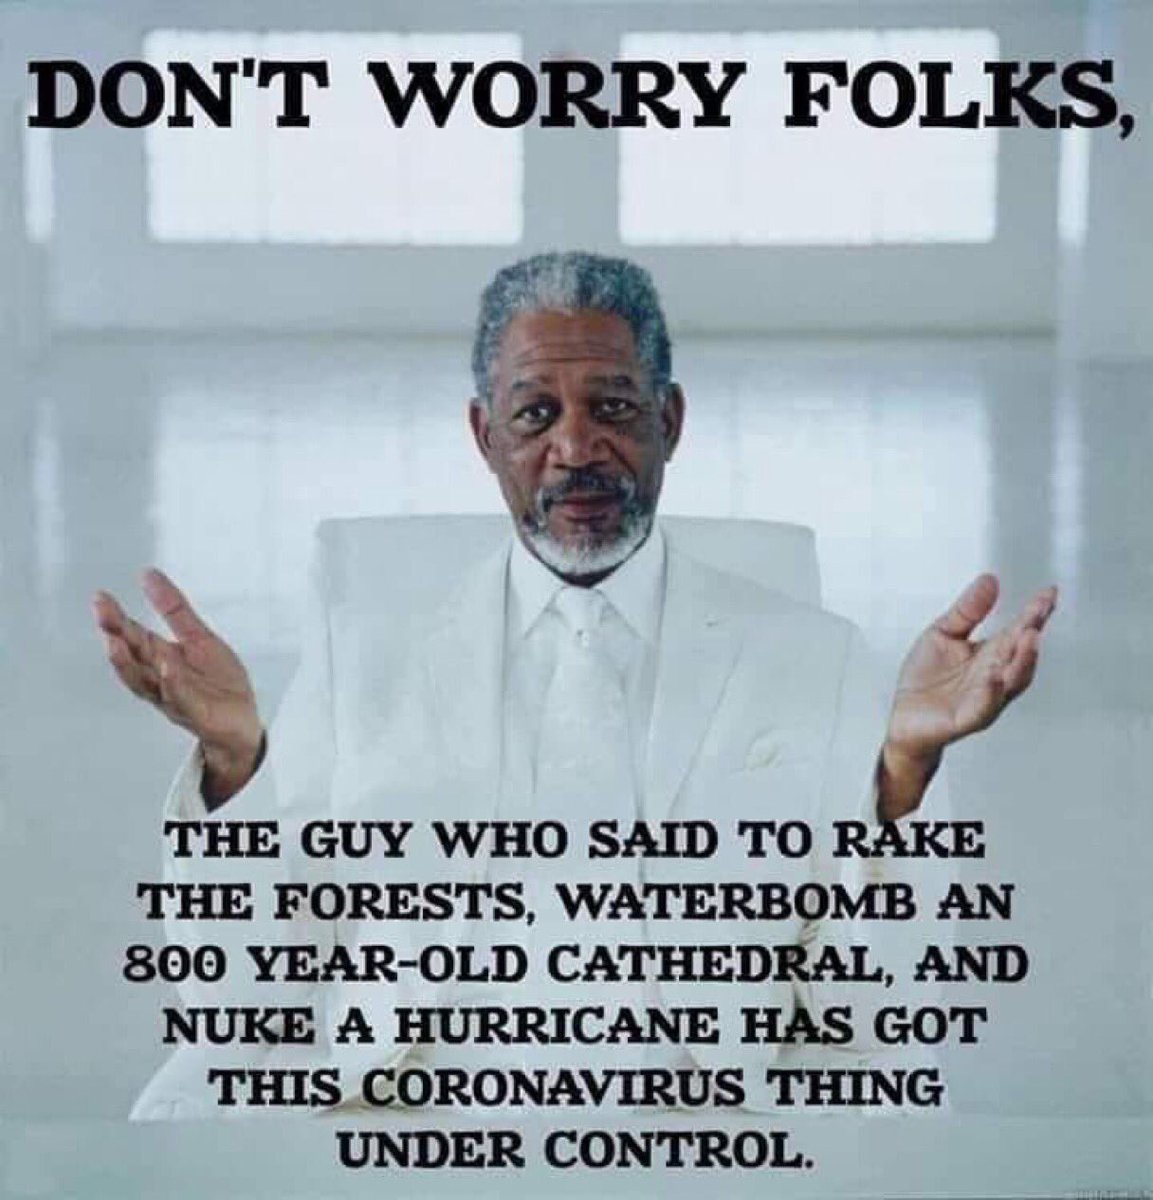 DON'T WORRY FOLKS,
THE GUY WHO SAID TO RAKE
THE FORESTS, WATERBOMB AN
800 YEAR-OLD CATHEDRAL, AND
NUKE A HURRICANE HAS GOT
THIS CORONAVIRUS THING
UNDER CONTROL.